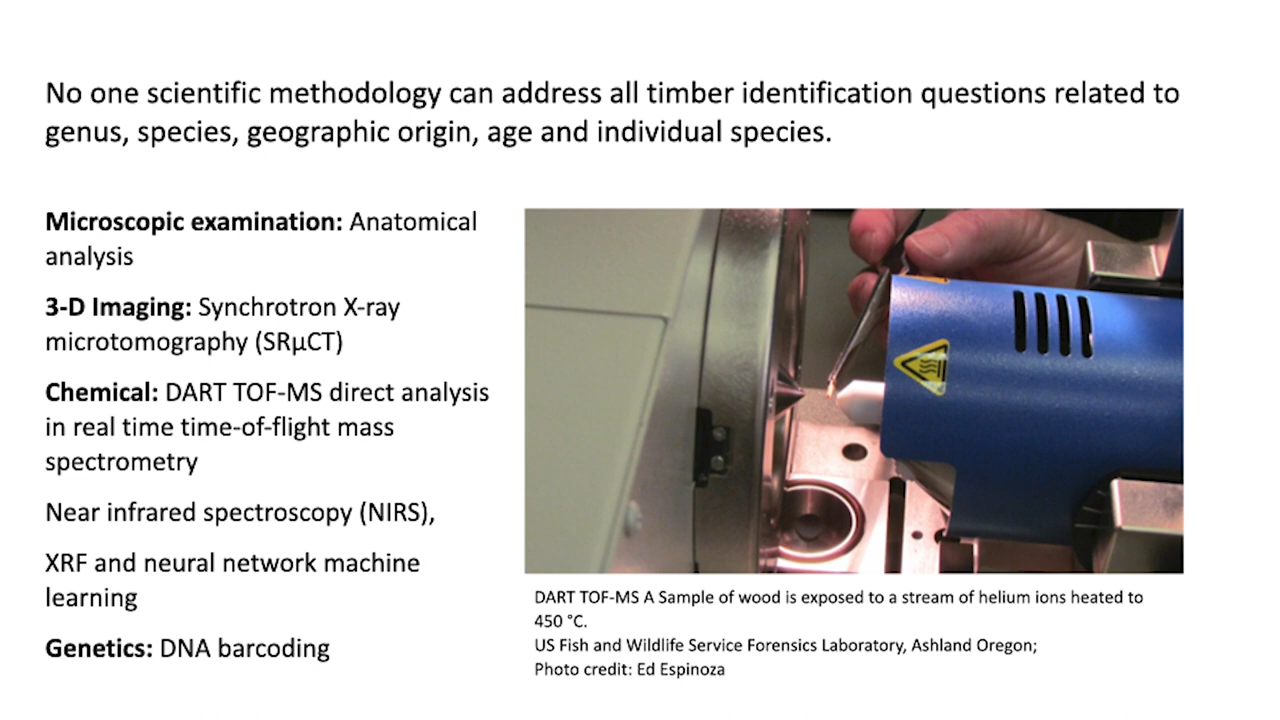 No one scientific methodology can address all timber identification questions related to
genus, species, geographic origin, age and individual species.
Microscopic examination: Anatomical
analysis
3-D Imaging: Synchrotron X-ray
microtomography (SRµCT)
Chemical: DART TOF-MS direct analysis
in real time time-of-flight mass
spectrometry
Near infrared spectroscopy (NIRS),
XRF and neural network machine
learning
Genetics: DNA barcoding
DART TOF-MS A Sample of wood is exposed to a stream of helium ions heated to
450 °C.
US Fish and Wildlife Service Forensics Laboratory, Ashland Oregon;
Photo credit: Ed Espinoza